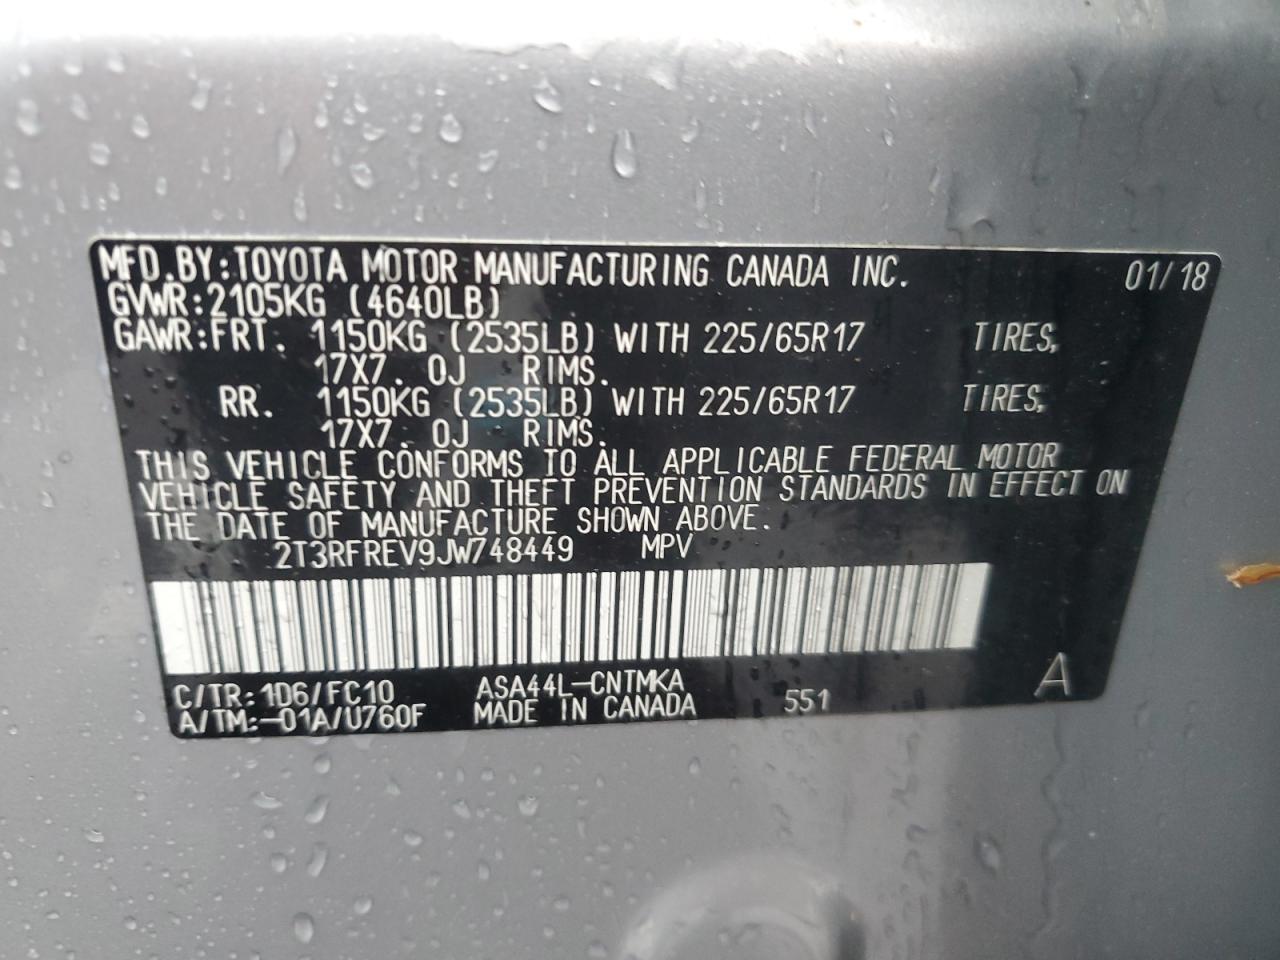 MFD.BY:TOYOTA MOTOR MANUFACTURING CANADA INC. 01/18
GVWR:2105KG (4640LB)
GAWR:FRT. 1150KG (2535LB) WITH 225/65R17 TIRES,
17X7. 0J RIMS.
RR. 1150KG (2535LB) WITH 225/65R17 TIRES,
17X7. 0J RIMS.
THIS VEHICLE CONFORMS TO ALL APPLICABLE FEDERAL MOTOR
VEHICLE SAFETY AND THEFT PREVENTION STANDARDS IN EFFECT ON
THE DATE OF MANUFACTURE SHOWN ABOVE.
2T3RFREV9JW748449 MPV
C/TR:1D6/FC10 ASA44L-CNTMKA A
A/TM:-01A/U760F MADE IN CANADA 551